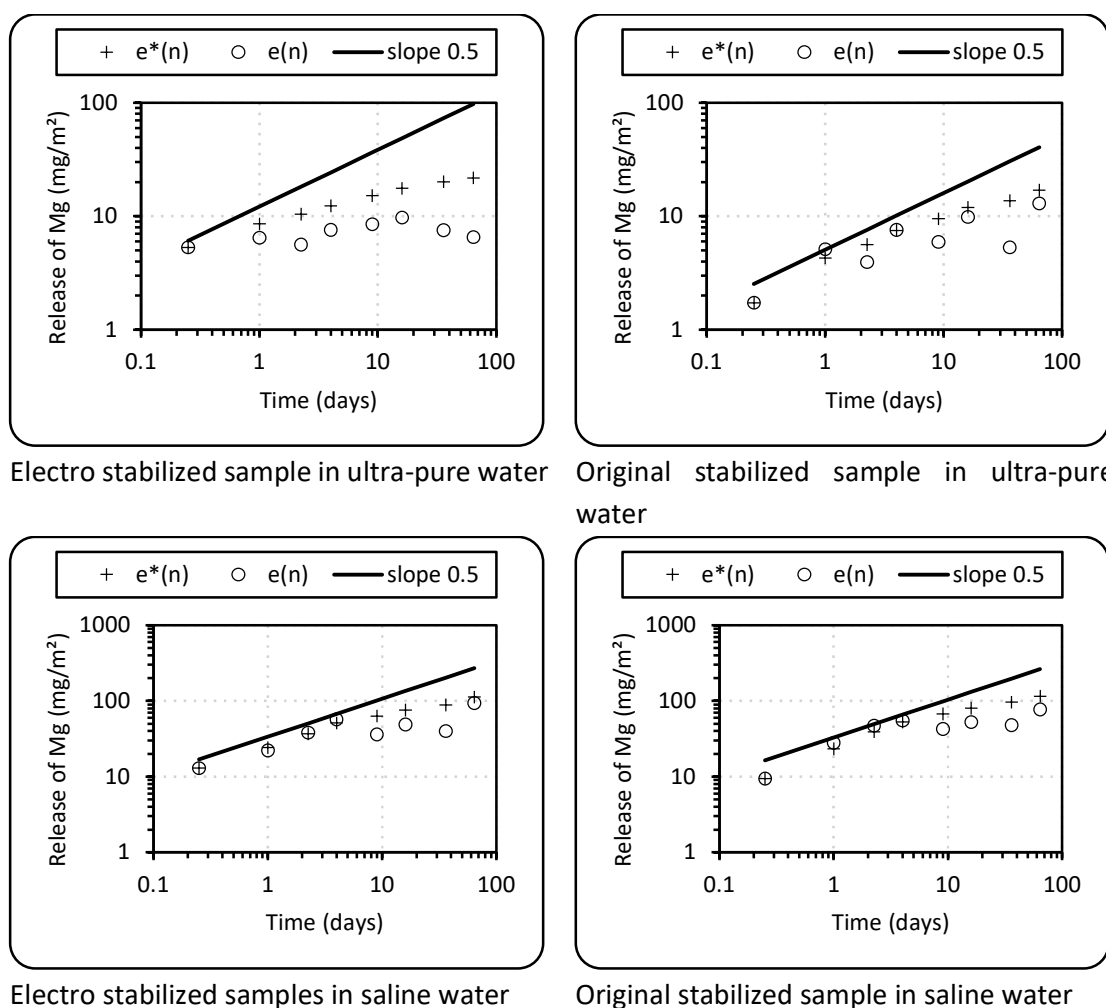 + e*(n) ○ e(n) slope 0.5
100
10
1
0.1 1 10 100
Release of Mg (mg/m²)
Time (days)
Electro stabilized sample in ultra-pure water
+ e*(n) ○ e(n) slope 0.5
100
10
1
0.1 1 10 100
Release of Mg (mg/m²)
Time (days)
Original stabilized sample in ultra-pure
water
+ e*(n) ○ e(n) slope 0.5
1000
100
10
1
0.1 1 10 100
Release of Mg (mg/m²)
Time (days)
Electro stabilized samples in saline water
+ e*(n) ○ e(n) slope 0.5
1000
100
10
1
0.1 1 10 100
Release of Mg (mg/m²)
Time (days)
Original stabilized sample in saline water